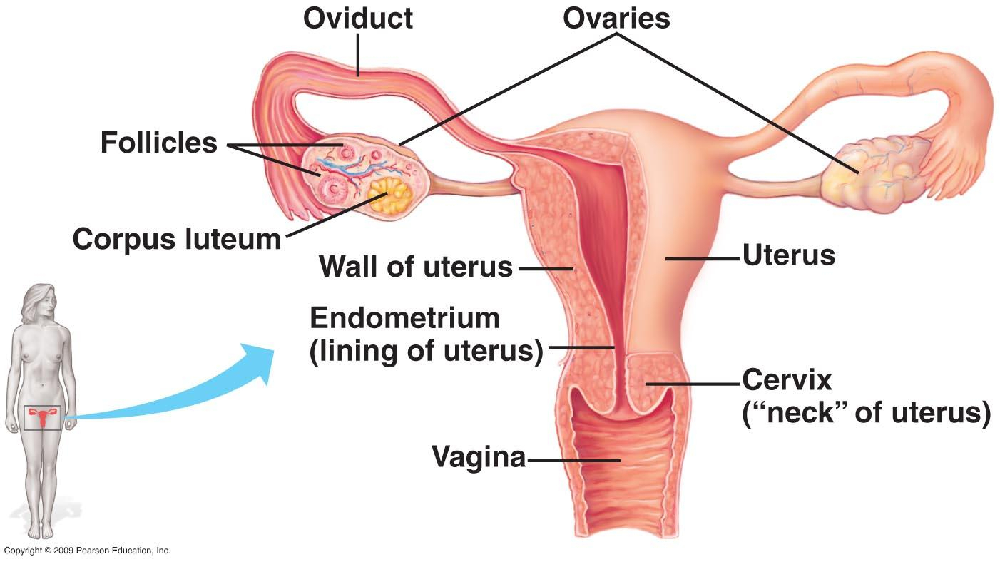 Oviduct
Ovaries
Follicles
Corpus luteum
Wall of uterus
Uterus
Endometrium
(lining of uterus)
Cervix
(“neck” of uterus)
Vagina
Copyright © 2009 Pearson Education, Inc.